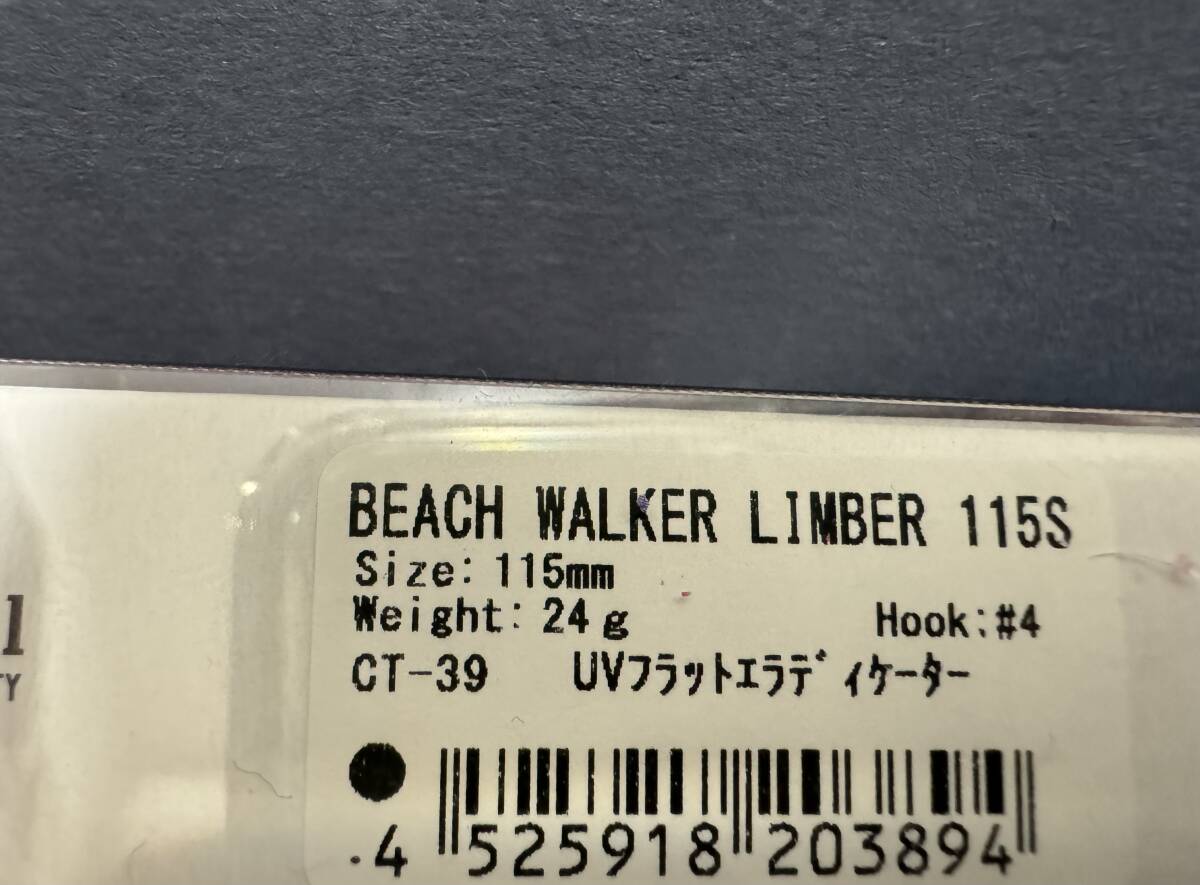 BEACH WALKER LIMBER 115S
Size: 115mm
Weight: 24g Hook:#4
CT-39 UVフラットエラディケーター
4 525918 203894